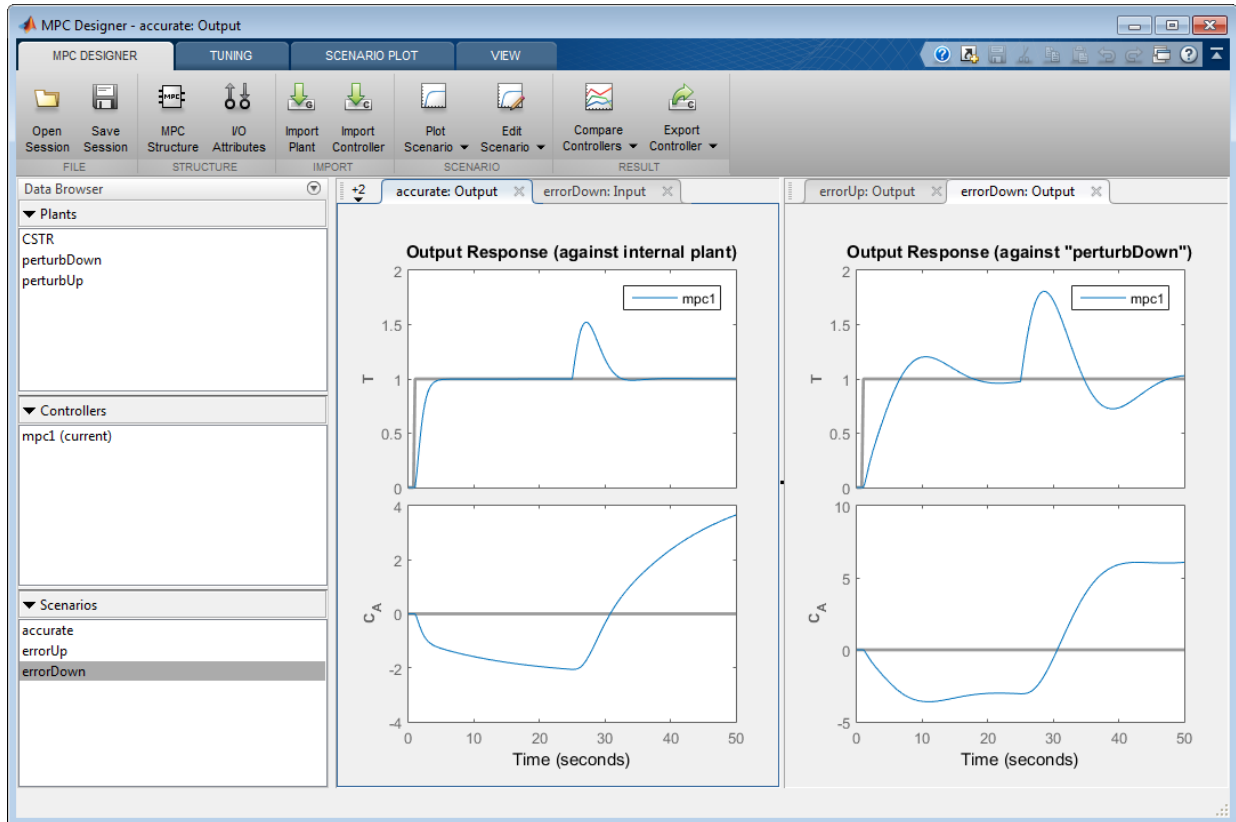 MPC Designer - accurate: Output
MPC DESIGNER TUNING SCENARIO PLOT VIEW
Open Session
Save Session
MPC Structure
I/O Attributes
Import Plant
Import Controller
Plot Scenario
Edit Scenario
Compare Controllers
Export Controller
FILE STRUCTURE IMPORT SCENARIO RESULT
Data Browser
Plants
CSTR
perturbDown
perturbUp
Controllers
mpc1 (current)
Scenarios
accurate
errorUp
errorDown
+2 accurate: Output errorDown: Input
Output Response (against internal plant)
mpc1
2
1.5
1
0.5
0
T
4
2
0
-2
-4
CA
0 10 20 30 40 50
Time (seconds)
errorUp: Output errorDown: Output
Output Response (against "perturbDown")
mpc1
2
1.5
1
0.5
0
T
10
5
0
-5
CA
0 10 20 30 40 50
Time (seconds)